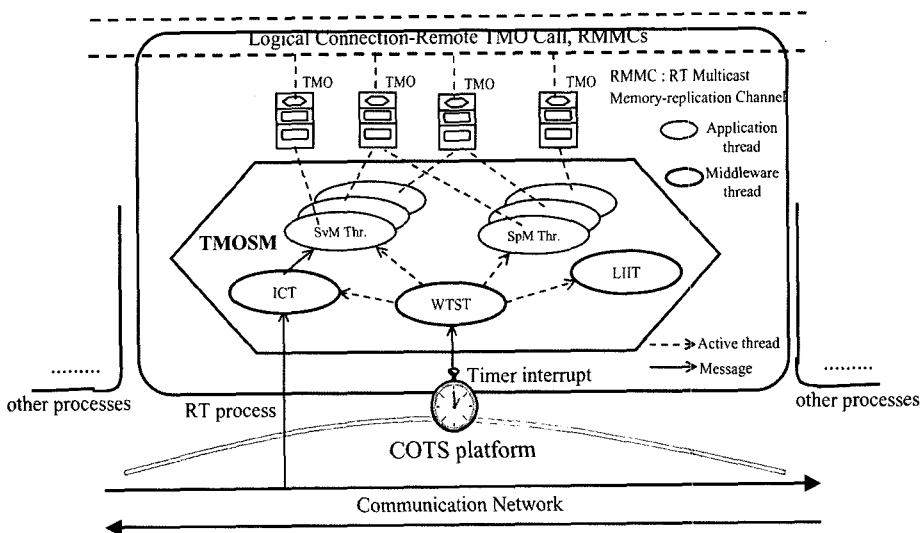 Logical Connection-Remote TMO Call, RMMCs
TMO
TMO
TMO
TMO
RMMC : RT Multicast
Memory-replication Channel
Application
thread
Middleware
thread
SvM Thr.
SpM Thr.
TMOSM
ICT
WTST
LIIT
Active thread
Message
Timer interrupt
.........
other processes
RT process
.........
other processes
COTS platform
Communication Network